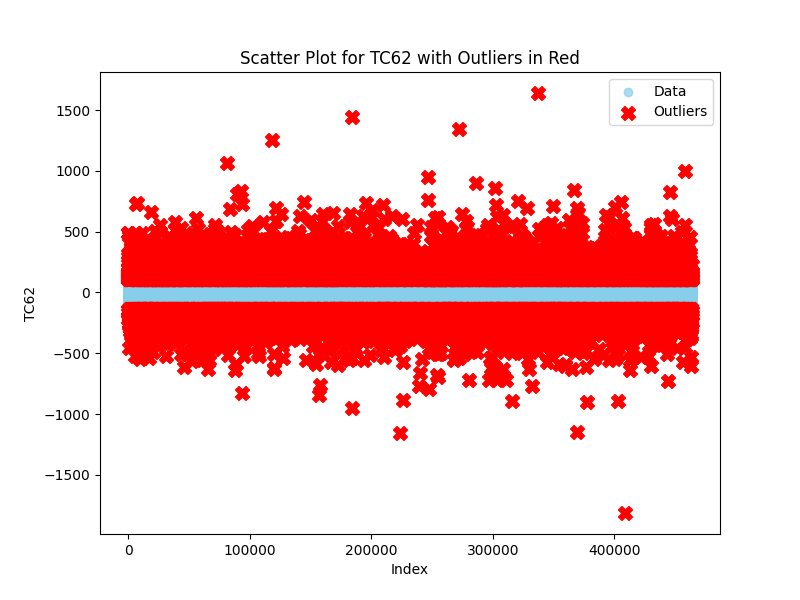 Scatter Plot for TC62 with Outliers in Red
Data
Outliers
1500
1000
500
0
−500
−1000
−1500
TC62
0
100000
200000
300000
400000
Index